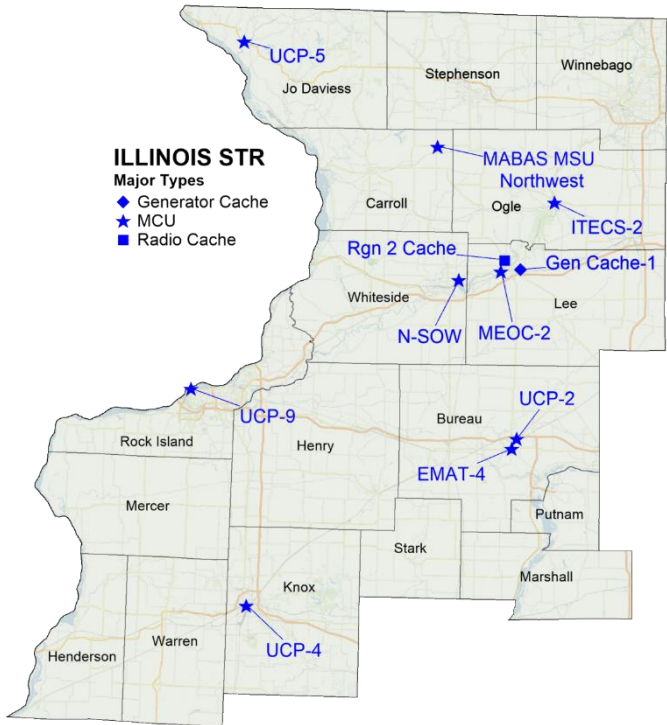 UCP-5
Jo Daviess
Stephenson
Winnebago
ILLINOIS STR
Major Types
Generator Cache
MCU
Radio Cache
MABAS MSU
Northwest
Carroll
Ogle
ITECS-2
Rgn 2 Cache
Gen Cache-1
Whiteside
Lee
N-SOW
MEOC-2
UCP-9
Rock Island
Henry
Bureau
UCP-2
EMAT-4
Mercer
Putnam
Stark
Marshall
Knox
Henderson
Warren
UCP-4